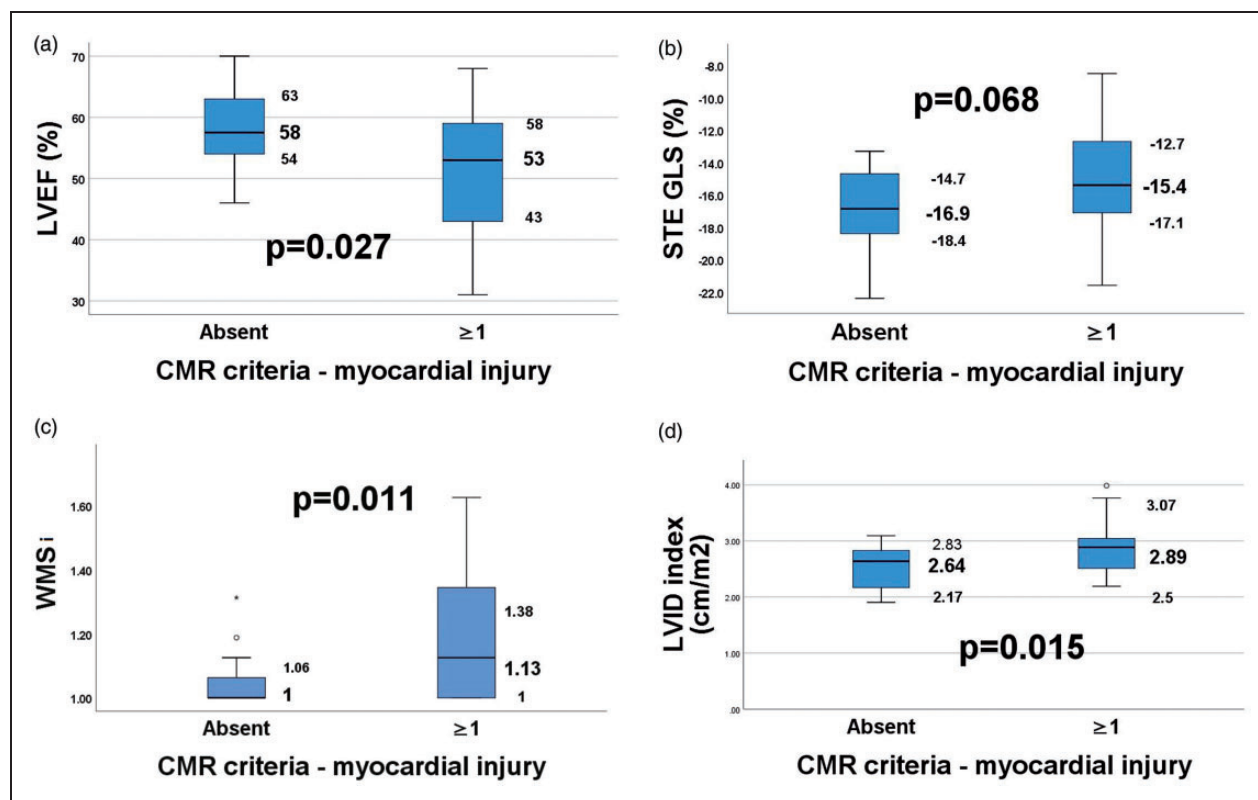 (a)
70
60
50
40
30
LVEF (%)
63
58
54
58
53
43
p=0.027
Absent
≥1
CMR criteria - myocardial injury
(b)
-8.0
-10.0
-12.0
-14.0
-16.0
-18.0
-20.0
-22.0
STE GLS (%)
p=0.068
-14.7
-16.9
-18.4
-12.7
-15.4
-17.1
Absent
≥1
CMR criteria - myocardial injury
(c)
1.60
1.40
1.20
1.00
WMSi
p=0.011
1.06
1
1.38
1.13
1
Absent
≥1
CMR criteria - myocardial injury
(d)
4.00
3.00
2.00
1.00
.00
LVID index
(cm/m2)
2.83
2.64
2.17
3.07
2.89
2.5
p=0.015
Absent
≥1
CMR criteria - myocardial injury